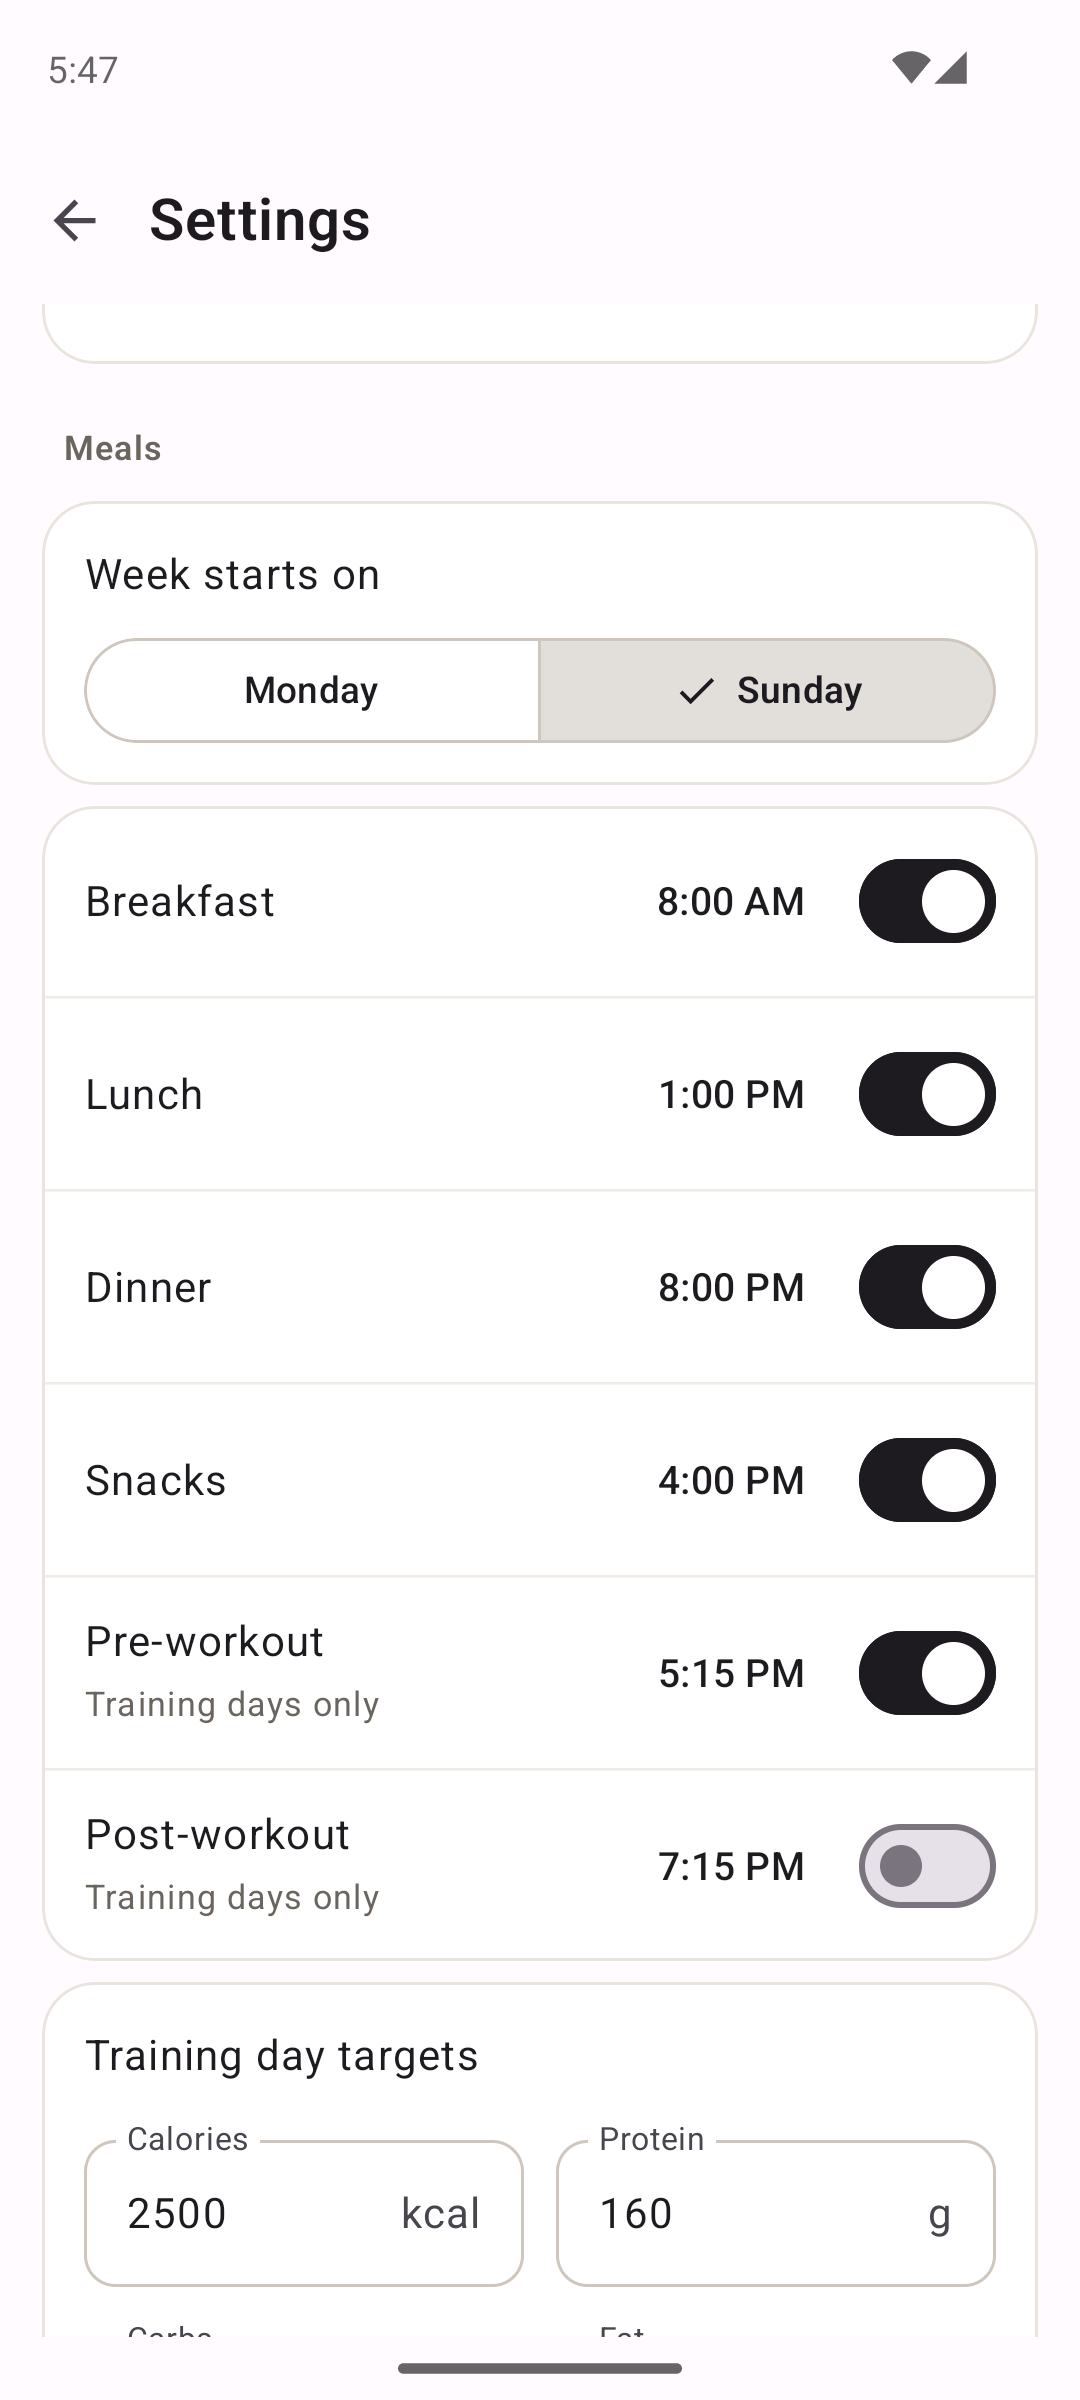 5:47
Settings
Meals
Week starts on
Monday
Sunday
Breakfast
8:00 AM
Lunch
1:00 PM
Dinner
8:00 PM
Snacks
4:00 PM
Pre-workout
Training days only
5:15 PM
Post-workout
Training days only
7:15 PM
Training day targets
Calories
Protein
2500 kcal
160 g